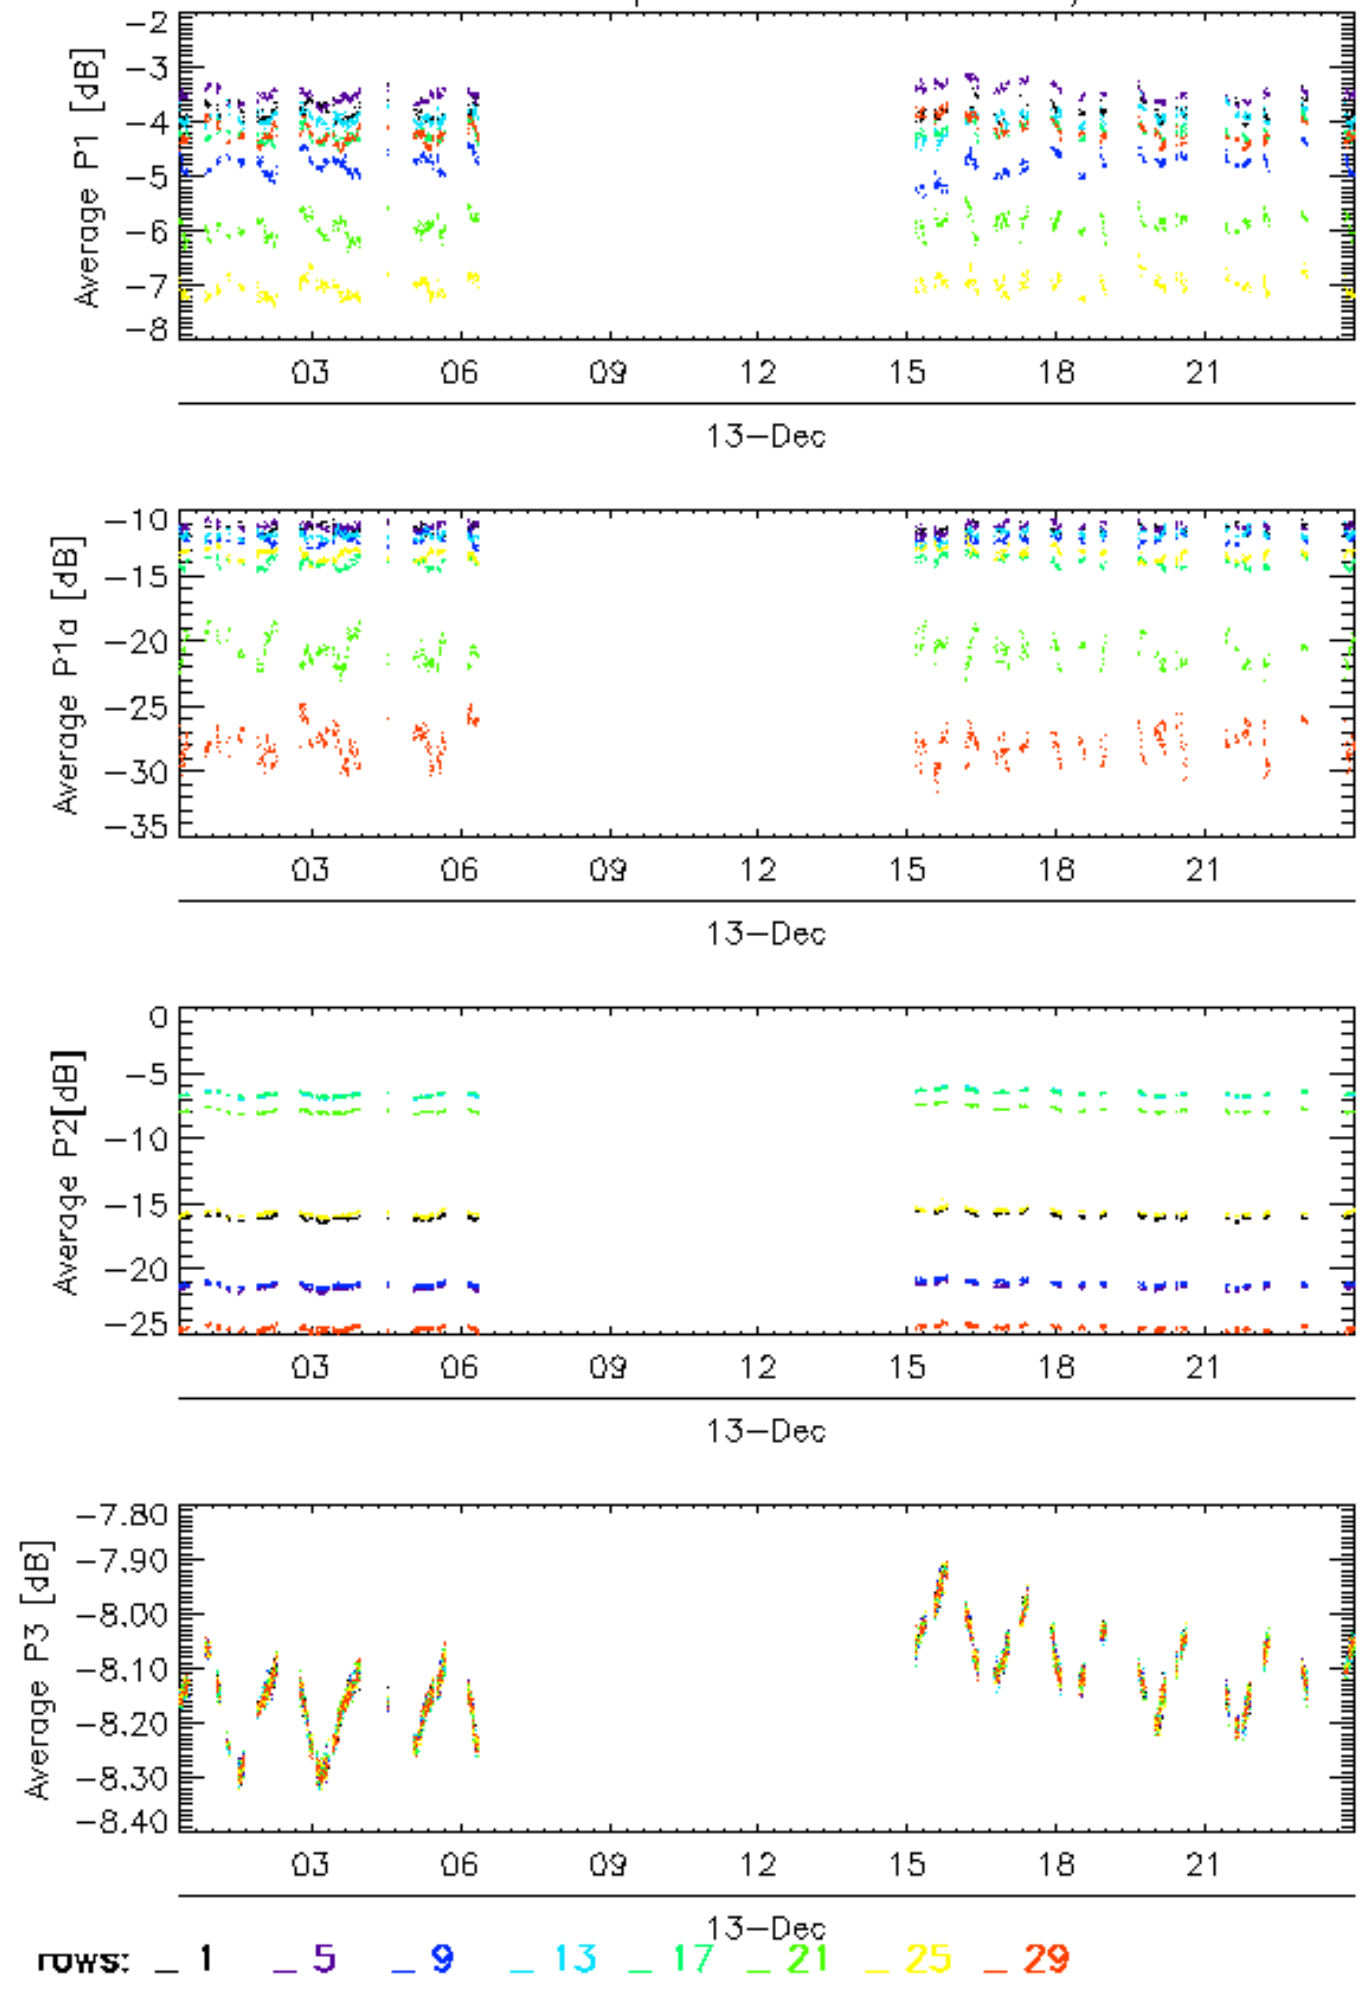 -2
-3
-4
-5
-6
-7
-8
Average P1 [dB]
03 06 09 12 15 18 21
13-Dec
-10
-15
-20
-25
-30
-35
Average P1a [dB]
03 06 09 12 15 18 21
13-Dec
0
-5
-10
-15
-20
-25
Average P2[dB]
03 06 09 12 15 18 21
13-Dec
-7.80
-7.90
-8.00
-8.10
-8.20
-8.30
-8.40
Average P3 [dB]
03 06 09 12 15 18 21
13-Dec
rows: _ 1 _ 5 _ 9 _ 13 _ 17 _ 21 _ 25 _ 29